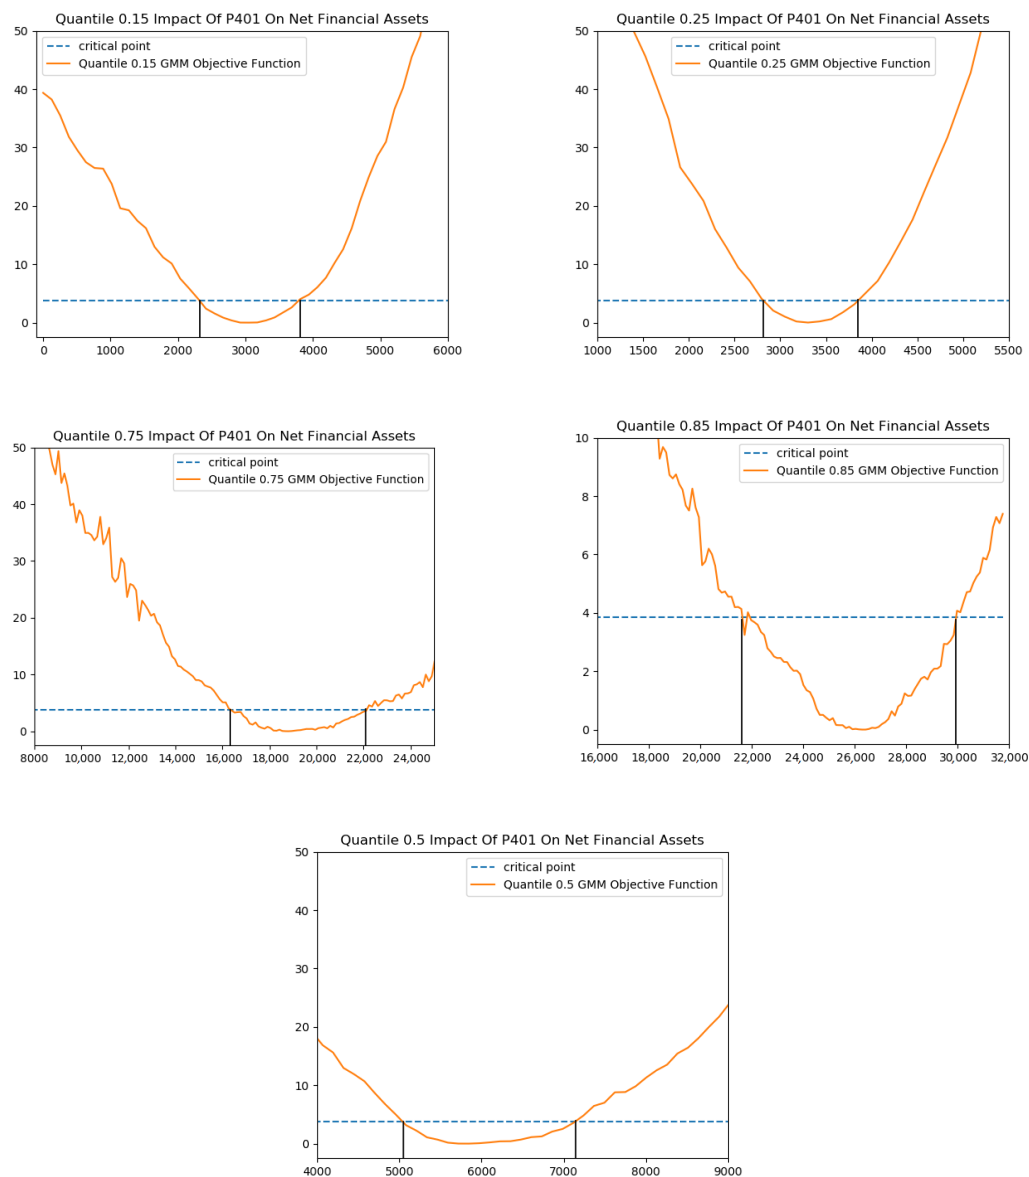 Quantile 0.15 Impact Of P401 On Net Financial Assets
50
40
30
20
10
0
critical point
Quantile 0.15 GMM Objective Function
0 1000 2000 3000 4000 5000 6000
Quantile 0.25 Impact Of P401 On Net Financial Assets
50
40
30
20
10
0
critical point
Quantile 0.25 GMM Objective Function
1000 1500 2000 2500 3000 3500 4000 4500 5000 5500
Quantile 0.75 Impact Of P401 On Net Financial Assets
50
40
30
20
10
0
critical point
Quantile 0.75 GMM Objective Function
8000 10,000 12,000 14,000 16,000 18,000 20,000 22,000 24,000
Quantile 0.85 Impact Of P401 On Net Financial Assets
10
8
6
4
2
0
critical point
Quantile 0.85 GMM Objective Function
16,000 20,000 22,000 24,000 26,000 28,000 30,000 32,000
Quantile 0.5 Impact Of P401 On Net Financial Assets
50
40
30
20
10
0
critical point
Quantile 0.5 GMM Objective Function
4000 5000 6000 7000 8000 9000